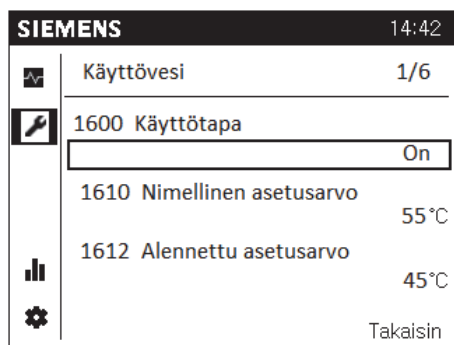 SIEMENS 14:42
Käyttövesi 1/6
1600 Käyttötapa
On
1610 Nimellinen asetusarvo
55°C
1612 Alennettu asetusarvo
45°C
Takaisin